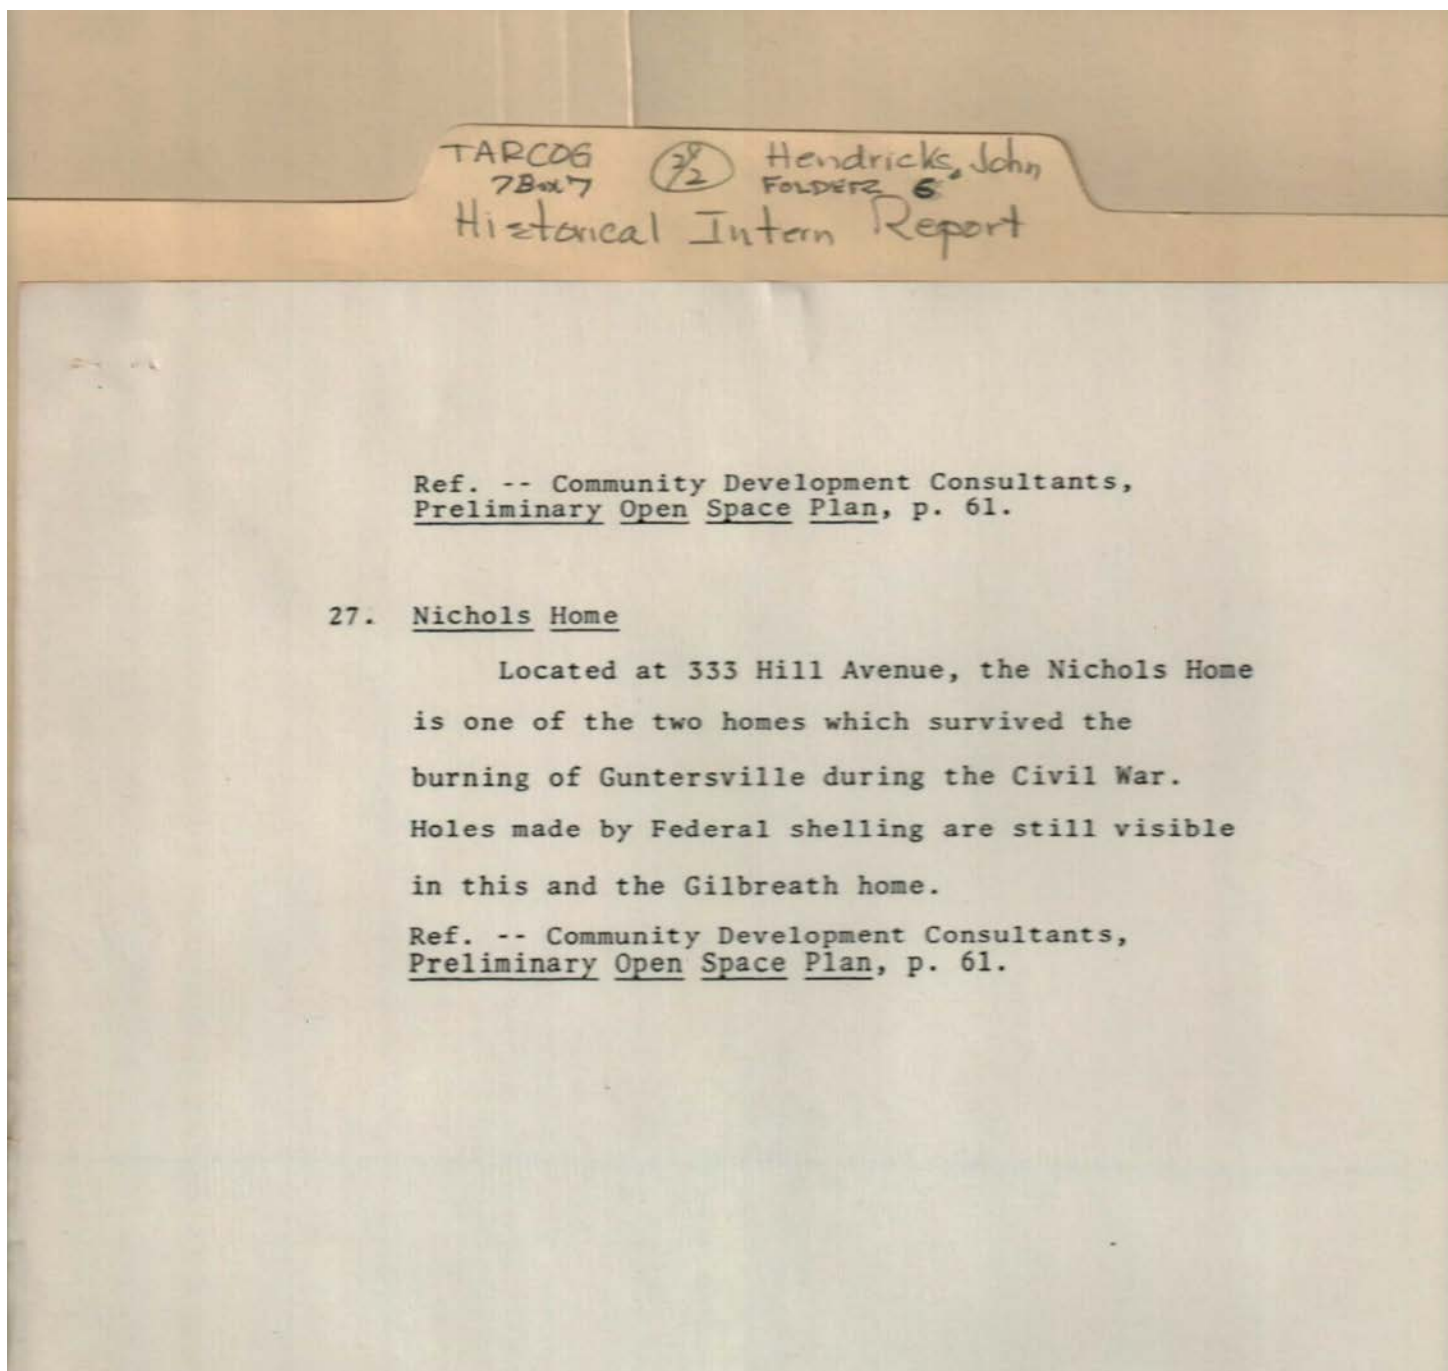 TARCOG
7Box7
2/2
Hendricks, John
FOLDER
Historical Intern Report
Ref. -- Community Development Consultants,
Preliminary Open Space Plan, p. 61.
27. Nichols Home
Located at 333 Hill Avenue, the Nichols Home
is one of the two homes which survived the
burning of Guntersville during the Civil War.
Holes made by Federal shelling are still visible
in this and the Gilbreath home.
Ref. -- Community Development Consultants,
Preliminary Open Space Plan, p. 61.